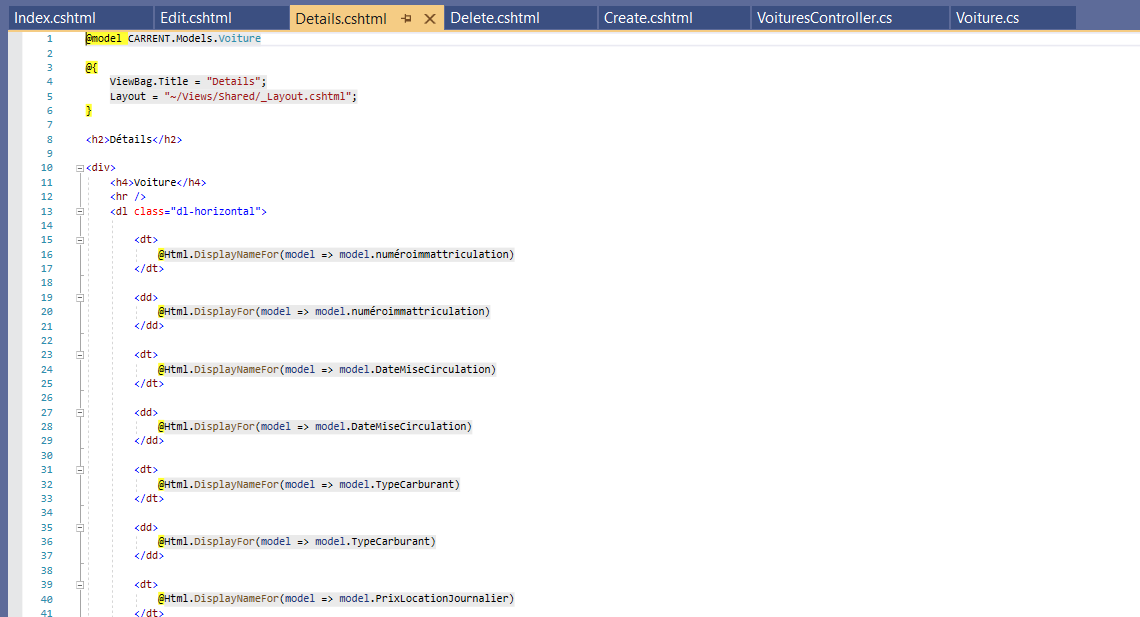 Index.cshtml Edit.cshtml Details.cshtml Delete.cshtml Create.cshtml VoituresController.cs Voiture.cs
1 @model CARRENT.Models.Voiture
2
3 @{
4 ViewBag.Title = "Details";
5 Layout = "~/Views/Shared/_Layout.cshtml";
6 }
7
8 <h2>Détails</h2>
9
10 <div>
11 <h4>Voiture</h4>
12 <hr />
13 <dl class="dl-horizontal">
14
15 <dt>
16 @Html.DisplayNameFor(model => model.numéroimmattriculation)
17 </dt>
18
19 <dd>
20 @Html.DisplayFor(model => model.numéroimmattriculation)
21 </dd>
22
23 <dt>
24 @Html.DisplayNameFor(model => model.DateMiseCirculation)
25 </dt>
26
27 <dd>
28 @Html.DisplayFor(model => model.DateMiseCirculation)
29 </dd>
30
31 <dt>
32 @Html.DisplayNameFor(model => model.TypeCarburant)
33 </dt>
34
35 <dd>
36 @Html.DisplayFor(model => model.TypeCarburant)
37 </dd>
38
39 <dt>
40 @Html.DisplayNameFor(model => model.PrixLocationJournalier)
41 </dt>